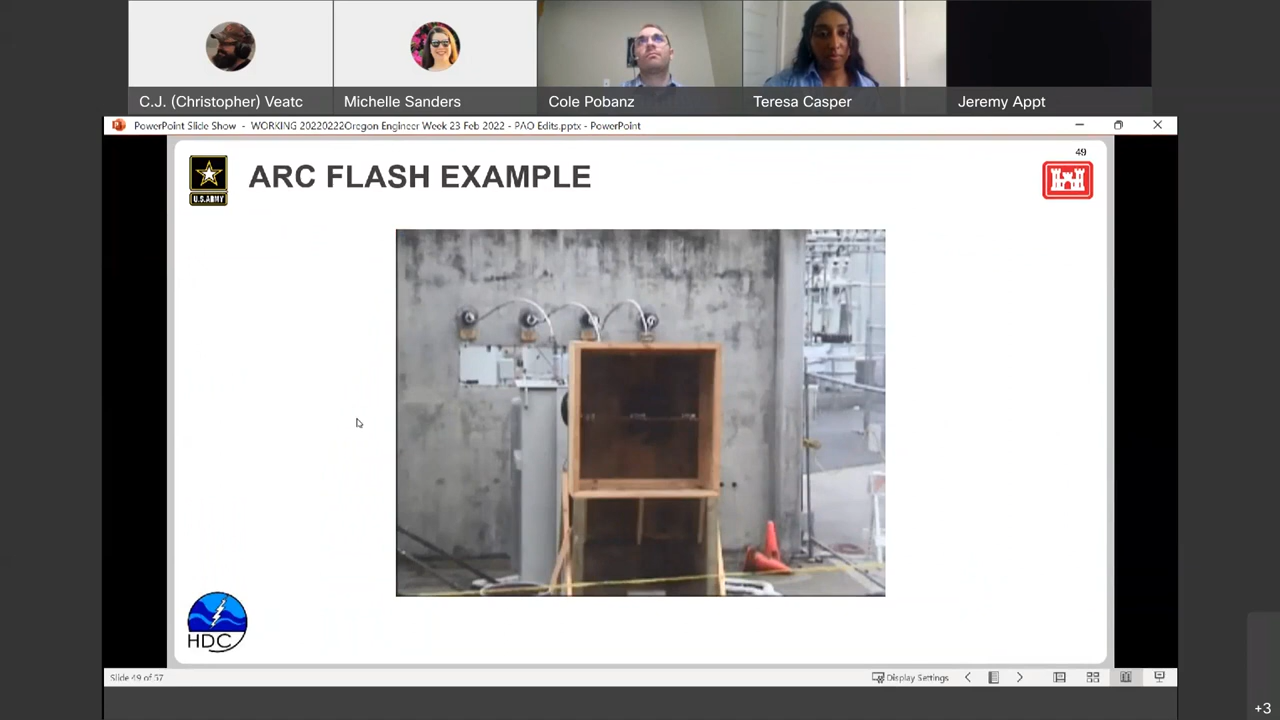 C.J. (Christopher) Veatc
Michelle Sanders
Cole Pobanz
Teresa Casper
Jeremy Appt
PowerPoint Slide Show - WORKING 20220222Oregon Engineer Week 23 Feb 2022 - PAO Edits.pptx - PowerPoint
49
U.S.ARMY
ARC FLASH EXAMPLE
HDC
Slide 49 of 57
Display Settings
+3